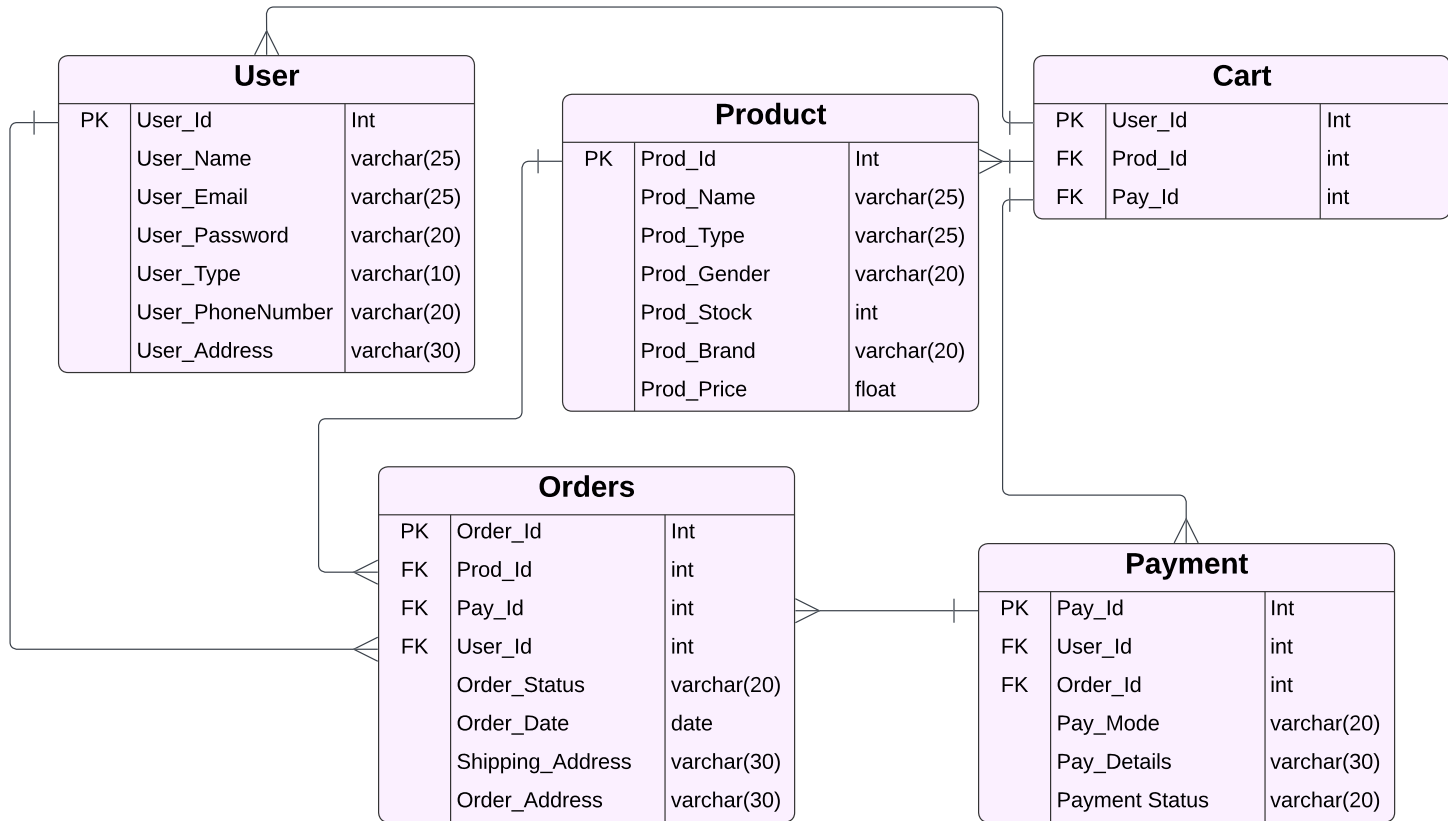 User
PK User_Id Int
User_Name varchar(25)
User_Email varchar(25)
User_Password varchar(20)
User_Type varchar(10)
User_PhoneNumber varchar(20)
User_Address varchar(30)
Product
PK Prod_Id Int
Prod_Name varchar(25)
Prod_Type varchar(25)
Prod_Gender varchar(20)
Prod_Stock int
Prod_Brand varchar(20)
Prod_Price float
Cart
PK User_Id Int
FK Prod_Id int
FK Pay_Id int
Orders
PK Order_Id Int
FK Prod_Id int
FK Pay_Id int
FK User_Id int
Order_Status varchar(20)
Order_Date date
Shipping_Address varchar(30)
Order_Address varchar(30)
Payment
PK Pay_Id Int
FK User_Id int
FK Order_Id int
Pay_Mode varchar(20)
Pay_Details varchar(30)
Payment Status varchar(20)